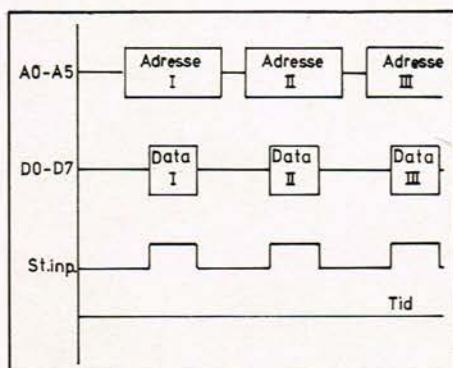 A0-A5 Adresse I Adresse II Adresse III
D0-D7 Data I Data II Data III
St.inp.
Tid